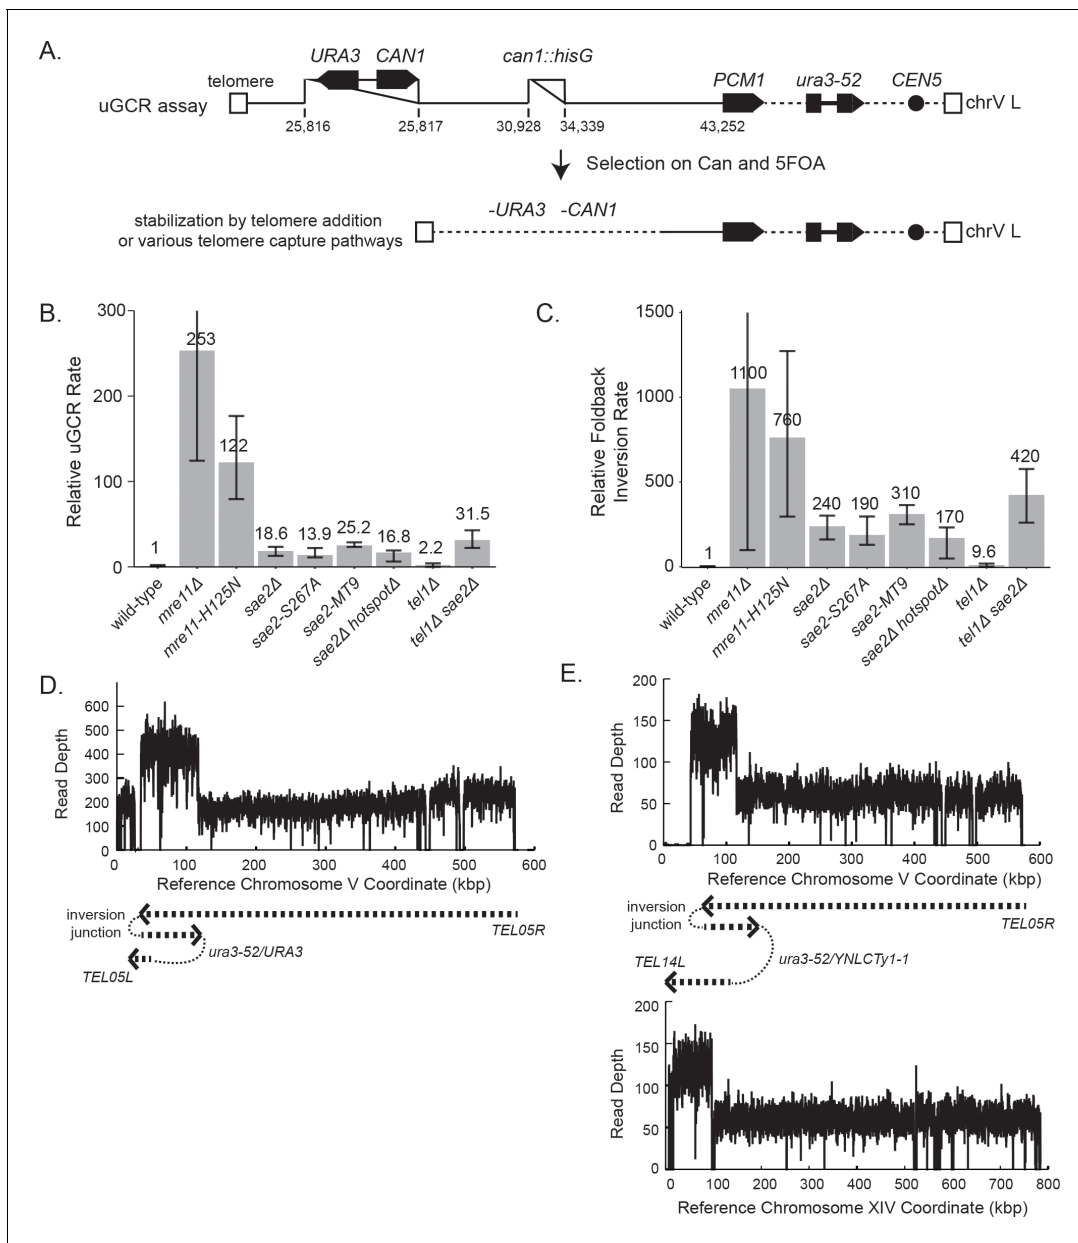 A.
URA3 CAN1 can1::hisG
telomere PCM1 ura3-52 CEN5
uGCR assay chrV L
25,816 25,817 30,928 34,339 43,252
Selection on Can and 5FOA
-URA3 -CAN1
stabilization by telomere addition
or various telomere capture pathways
chrV L
B.
Relative uGCR Rate
300
200
100
0
1
253
122
18.6
13.9
25.2
16.8
2.2
31.5
wild-type
mre11Δ
mre11-H125N
sae2Δ
sae2-S267A
sae2-MT9
sae2Δ hotspotΔ
tel1Δ
tel1Δ sae2Δ
C.
Relative Foldback
Inversion Rate
1500
1000
500
0
1
1100
760
240
190
310
170
9.6
420
wild-type
mre11Δ
mre11-H125N
sae2Δ
sae2-S267A
sae2-MT9
sae2Δ hotspotΔ
tel1Δ
tel1Δ sae2Δ
D.
Read Depth
600
500
400
300
200
100
0
0 100 200 300 400 500 600
Reference Chromosome V Coordinate (kbp)
inversion
junction
TEL05R
ura3-52/URA3
TEL05L
E.
Read Depth
200
150
100
50
0
0 100 200 300 400 500 600
Reference Chromosome V Coordinate (kbp)
inversion
junction
TEL05R
TEL14L
ura3-52/YNLCTy1-1
Read Depth
200
150
100
50
0
0 100 200 300 400 500 600 700 800
Reference Chromosome XIV Coordinate (kbp)